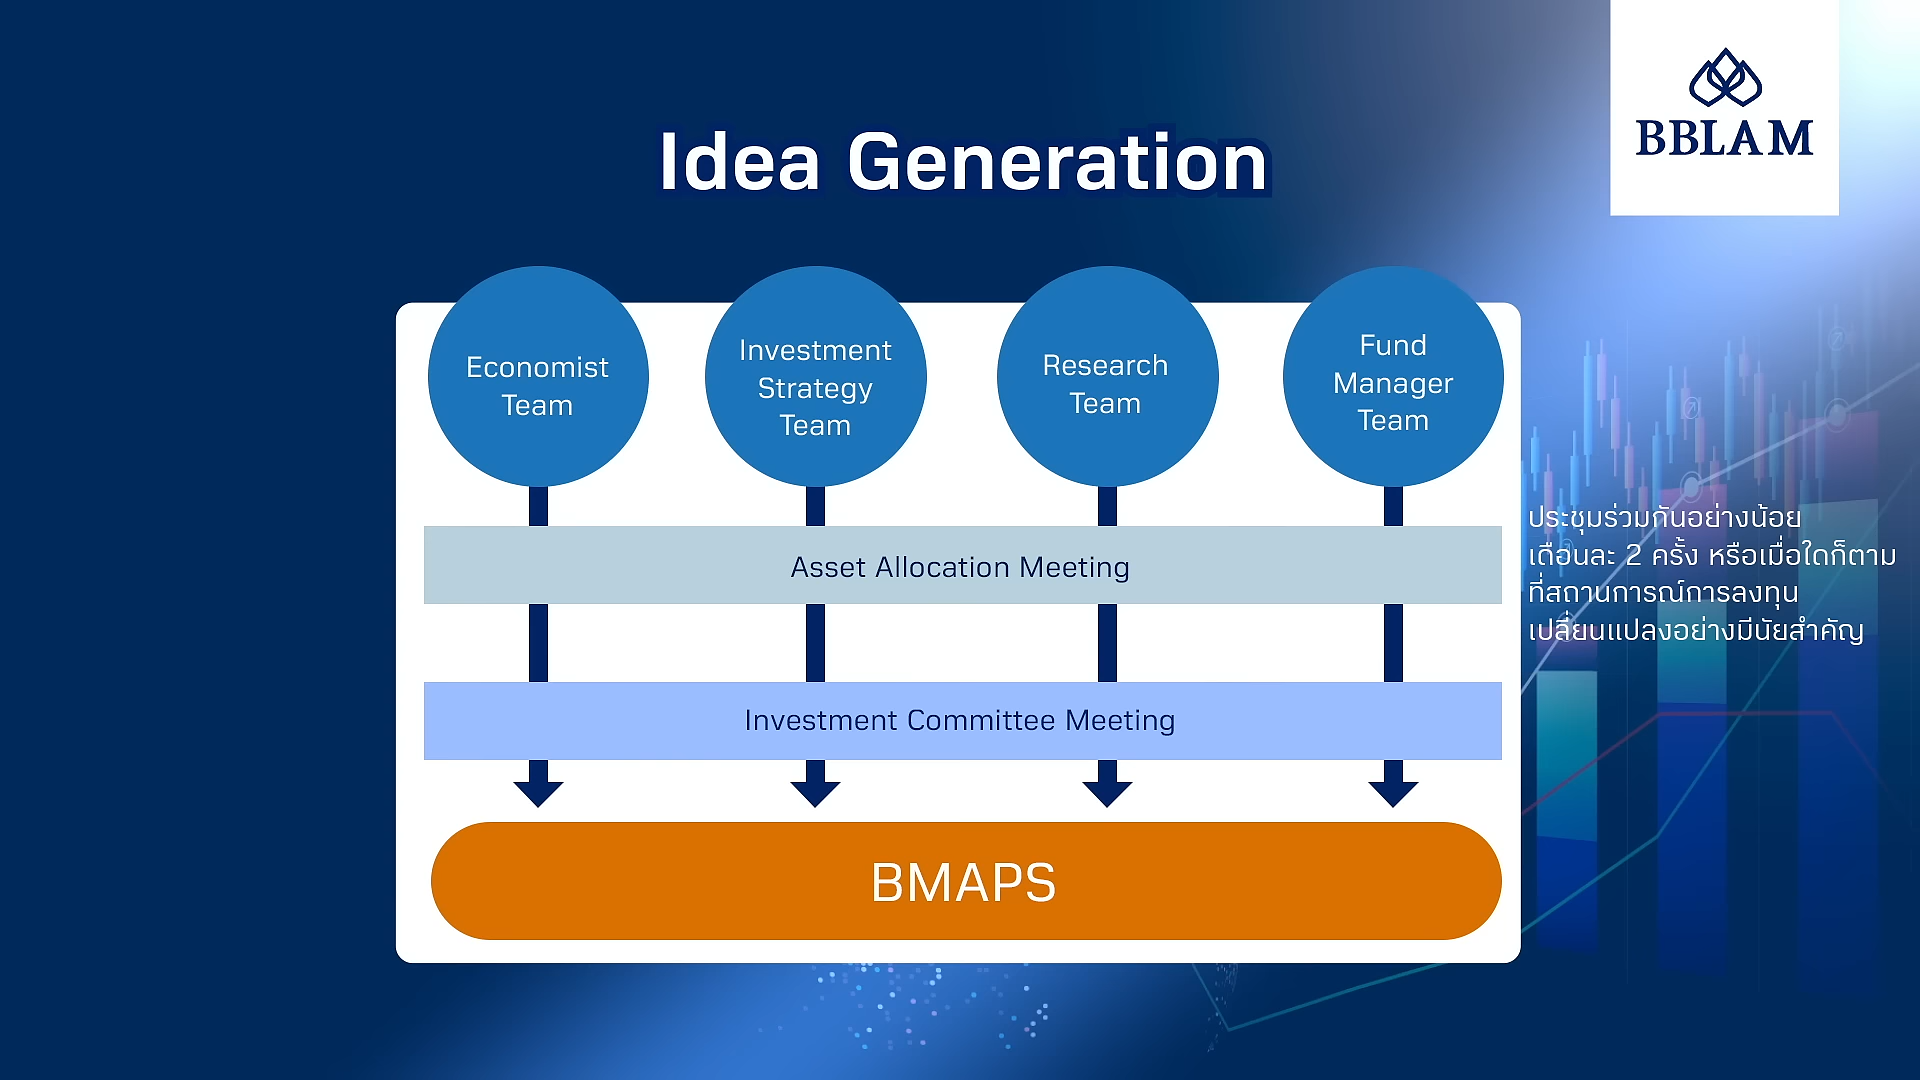 BBLAM
Idea Generation
Economist
Team
Investment
Strategy
Team
Research
Team
Fund
Manager
Team
Asset Allocation Meeting
ประชุมร่วมกันอย่างน้อย
เดือนละ 2 ครั้ง หรือเมื่อใดก็ตาม
ที่สถานการณ์การลงทุน
เปลี่ยนแปลงอย่างมีนัยสำคัญ
Investment Committee Meeting
BMAPS